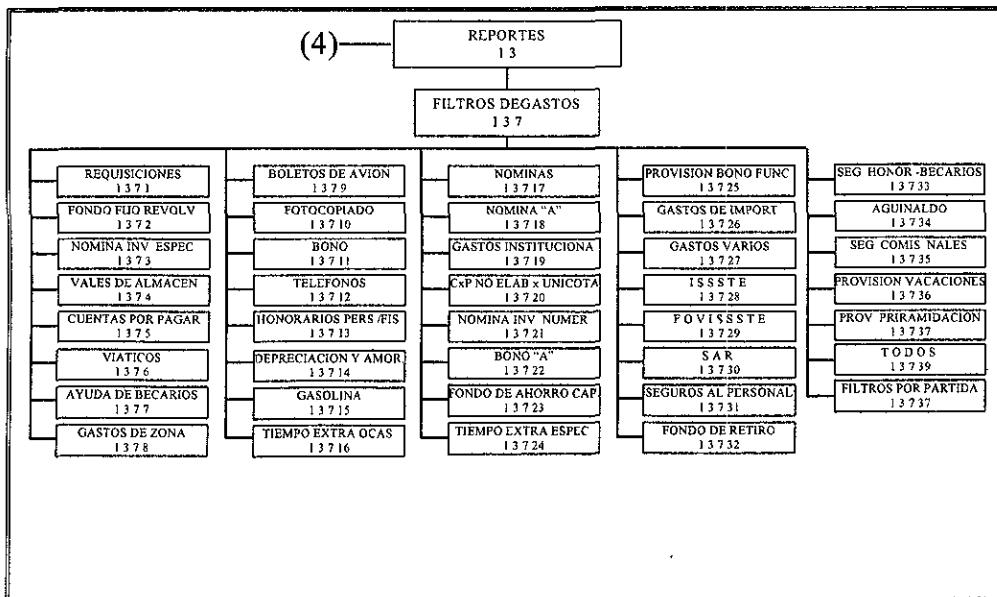 (4)
REPORTES
1 3
FILTROS DEGASTOS
1 3 7
REQUISICIONES
1 3 7 1
FONDO FIJO REVOLV
1 3 7 2
NOMINA INV ESPEC
1 3 7 3
VALES DE ALMACEN
1 3 7 4
CUENTAS POR PAGAR
1 3 7 5
VIATICOS
1 3 7 6
AYUDA DE BECARIOS
1 3 7 7
GASTOS DE ZONA
1 3 7 8
BOLETOS DE AVION
1 3 7 9
FOTOCOPIADO
1 3 7 10
BONO
1 3 7 11
TELEFONOS
1 3 7 12
HONORARIOS PERS /FIS
1 3 7 13
DEPRECIACION Y AMOR
1 3 7 14
GASOLINA
1 3 7 15
TIEMPO EXTRA OCAS
1 3 7 16
NOMINAS
1 3 7 17
NOMINA "A"
1 3 7 18
GASTOS INSTITUCIONA
1 3 7 19
CxP NO ELAB x UNICOTA
1 3 7 20
NOMINA INV NUMER
1 3 7 21
BONO "A"
1 3 7 22
FONDO DE AHORRO CAP
1 3 7 23
TIEMPO EXTRA ESPEC
1 3 7 24
PROVISION BONO FUNC
1 3 7 25
GASTOS DE IMPORT
1 3 7 26
GASTOS VARIOS
1 3 7 27
I S S S T E
1 3 7 28
F O V I S S S T E
1 3 7 29
S A R
1 3 7 30
SEGUROS AL PERSONAL
1 3 7 31
FONDO DE RETIRO
1 3 7 32
SEG HONOR -BECARIOS
1 3 7 33
AGUINALDO
1 3 7 34
SEG COMIS NALES
1 3 7 35
PROVISION VACACIONES
1 3 7 36
PROV PRIRAMIDACION
1 3 7 37
T O D O S
1 3 7 39
FILTROS POR PARTIDA
1 3 7 37